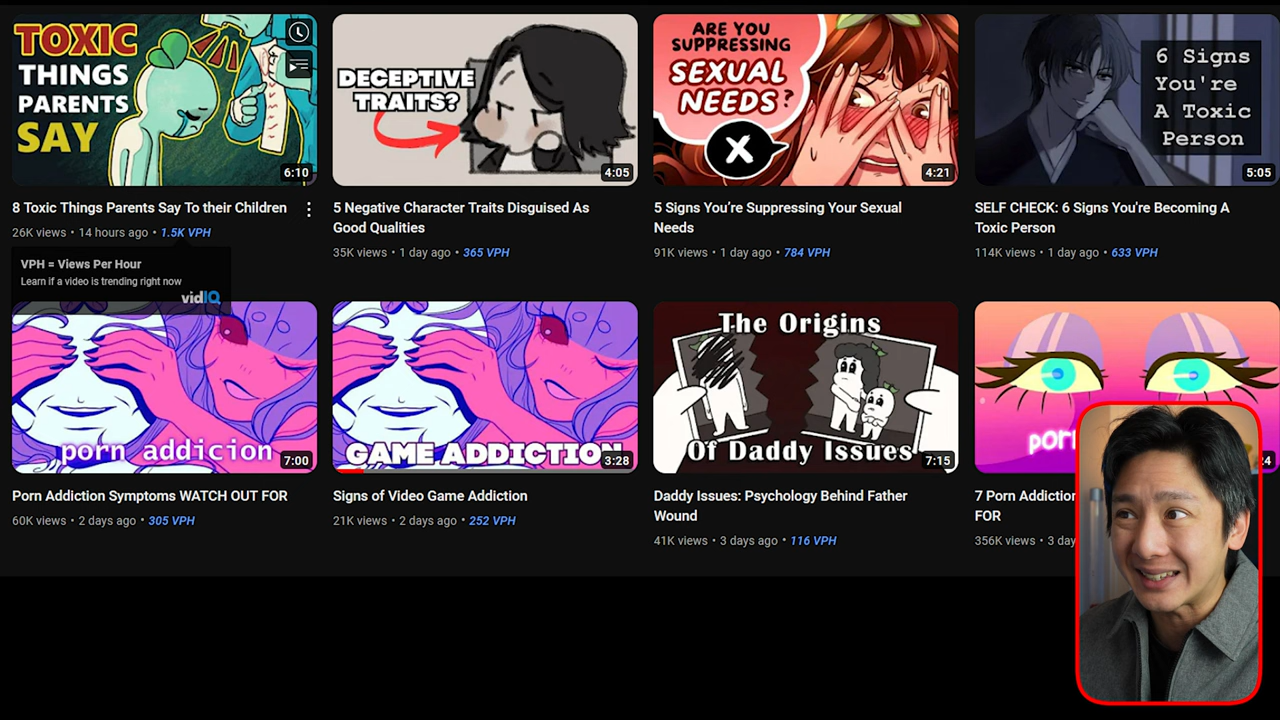 TOXIC
THINGS
PARENTS
SAY
6:10
DECEPTIVE
TRAITS?
4:05
ARE YOU
SUPPRESSING
SEXUAL
NEEDS?
X
4:21
6 Signs
You're
A Toxic
Person
5:05
8 Toxic Things Parents Say To their Children
26K views • 14 hours ago • 1.5K VPH
5 Negative Character Traits Disguised As
Good Qualities
35K views • 1 day ago • 365 VPH
5 Signs You're Suppressing Your Sexual
Needs
91K views • 1 day ago • 784 VPH
SELF CHECK: 6 Signs You're Becoming A
Toxic Person
114K views • 1 day ago • 633 VPH
VPH = Views Per Hour
Learn if a video is trending right now
vidIQ
porn addicion
7:00
GAME ADDICTIO
3:28
The Origins
Of Daddy Issues
7:15
porn
24
Porn Addiction Symptoms WATCH OUT FOR
60K views • 2 days ago • 305 VPH
Signs of Video Game Addiction
21K views • 2 days ago • 252 VPH
Daddy Issues: Psychology Behind Father
Wound
41K views • 3 days ago • 116 VPH
7 Porn Addiction
FOR
356K views • 3 day